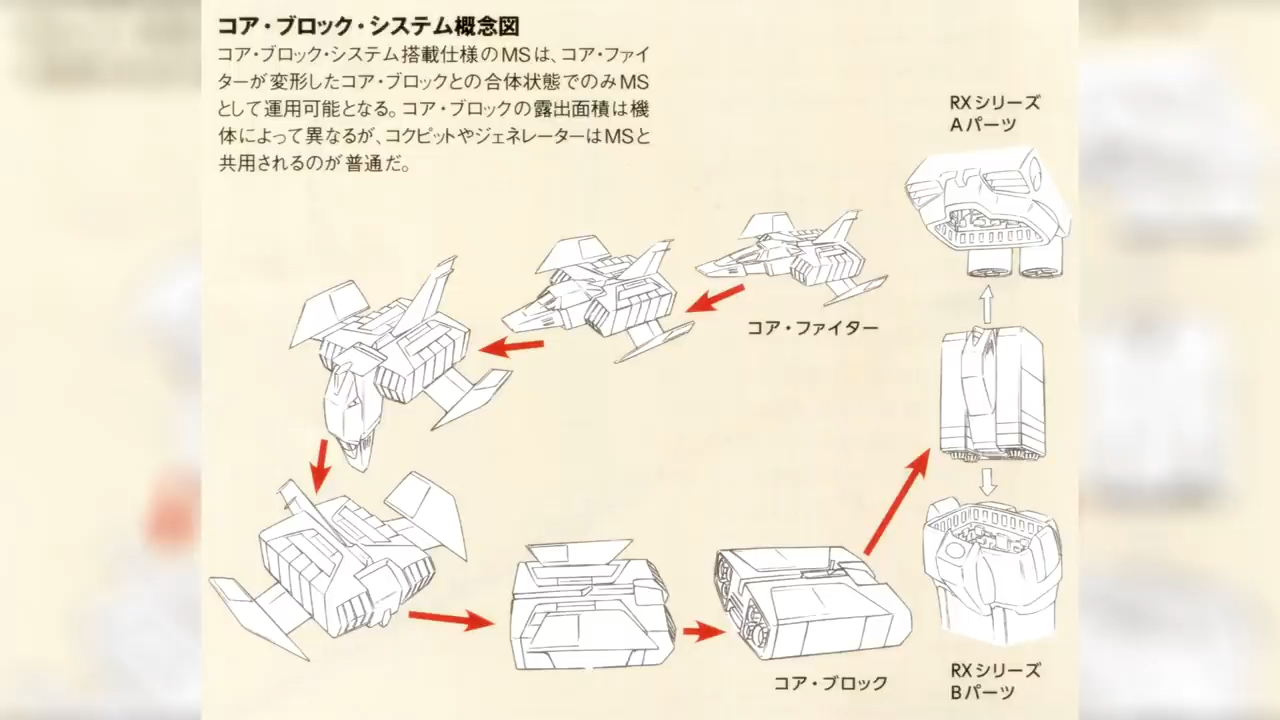 コア・ブロック・システム概念図
コア・ブロック・システム搭載仕様のMSは、コア・ファイ
ターが変形したコア・ブロックとの合体状態でのみMS
として運用可能となる。コア・ブロックの露出面積は機
体によって異なるが、コクピットやジェネレーターはMSと
共用されるのが普通だ。
RXシリーズ
Aパーツ
コア・ファイター
コア・ブロック
RXシリーズ
Bパーツ